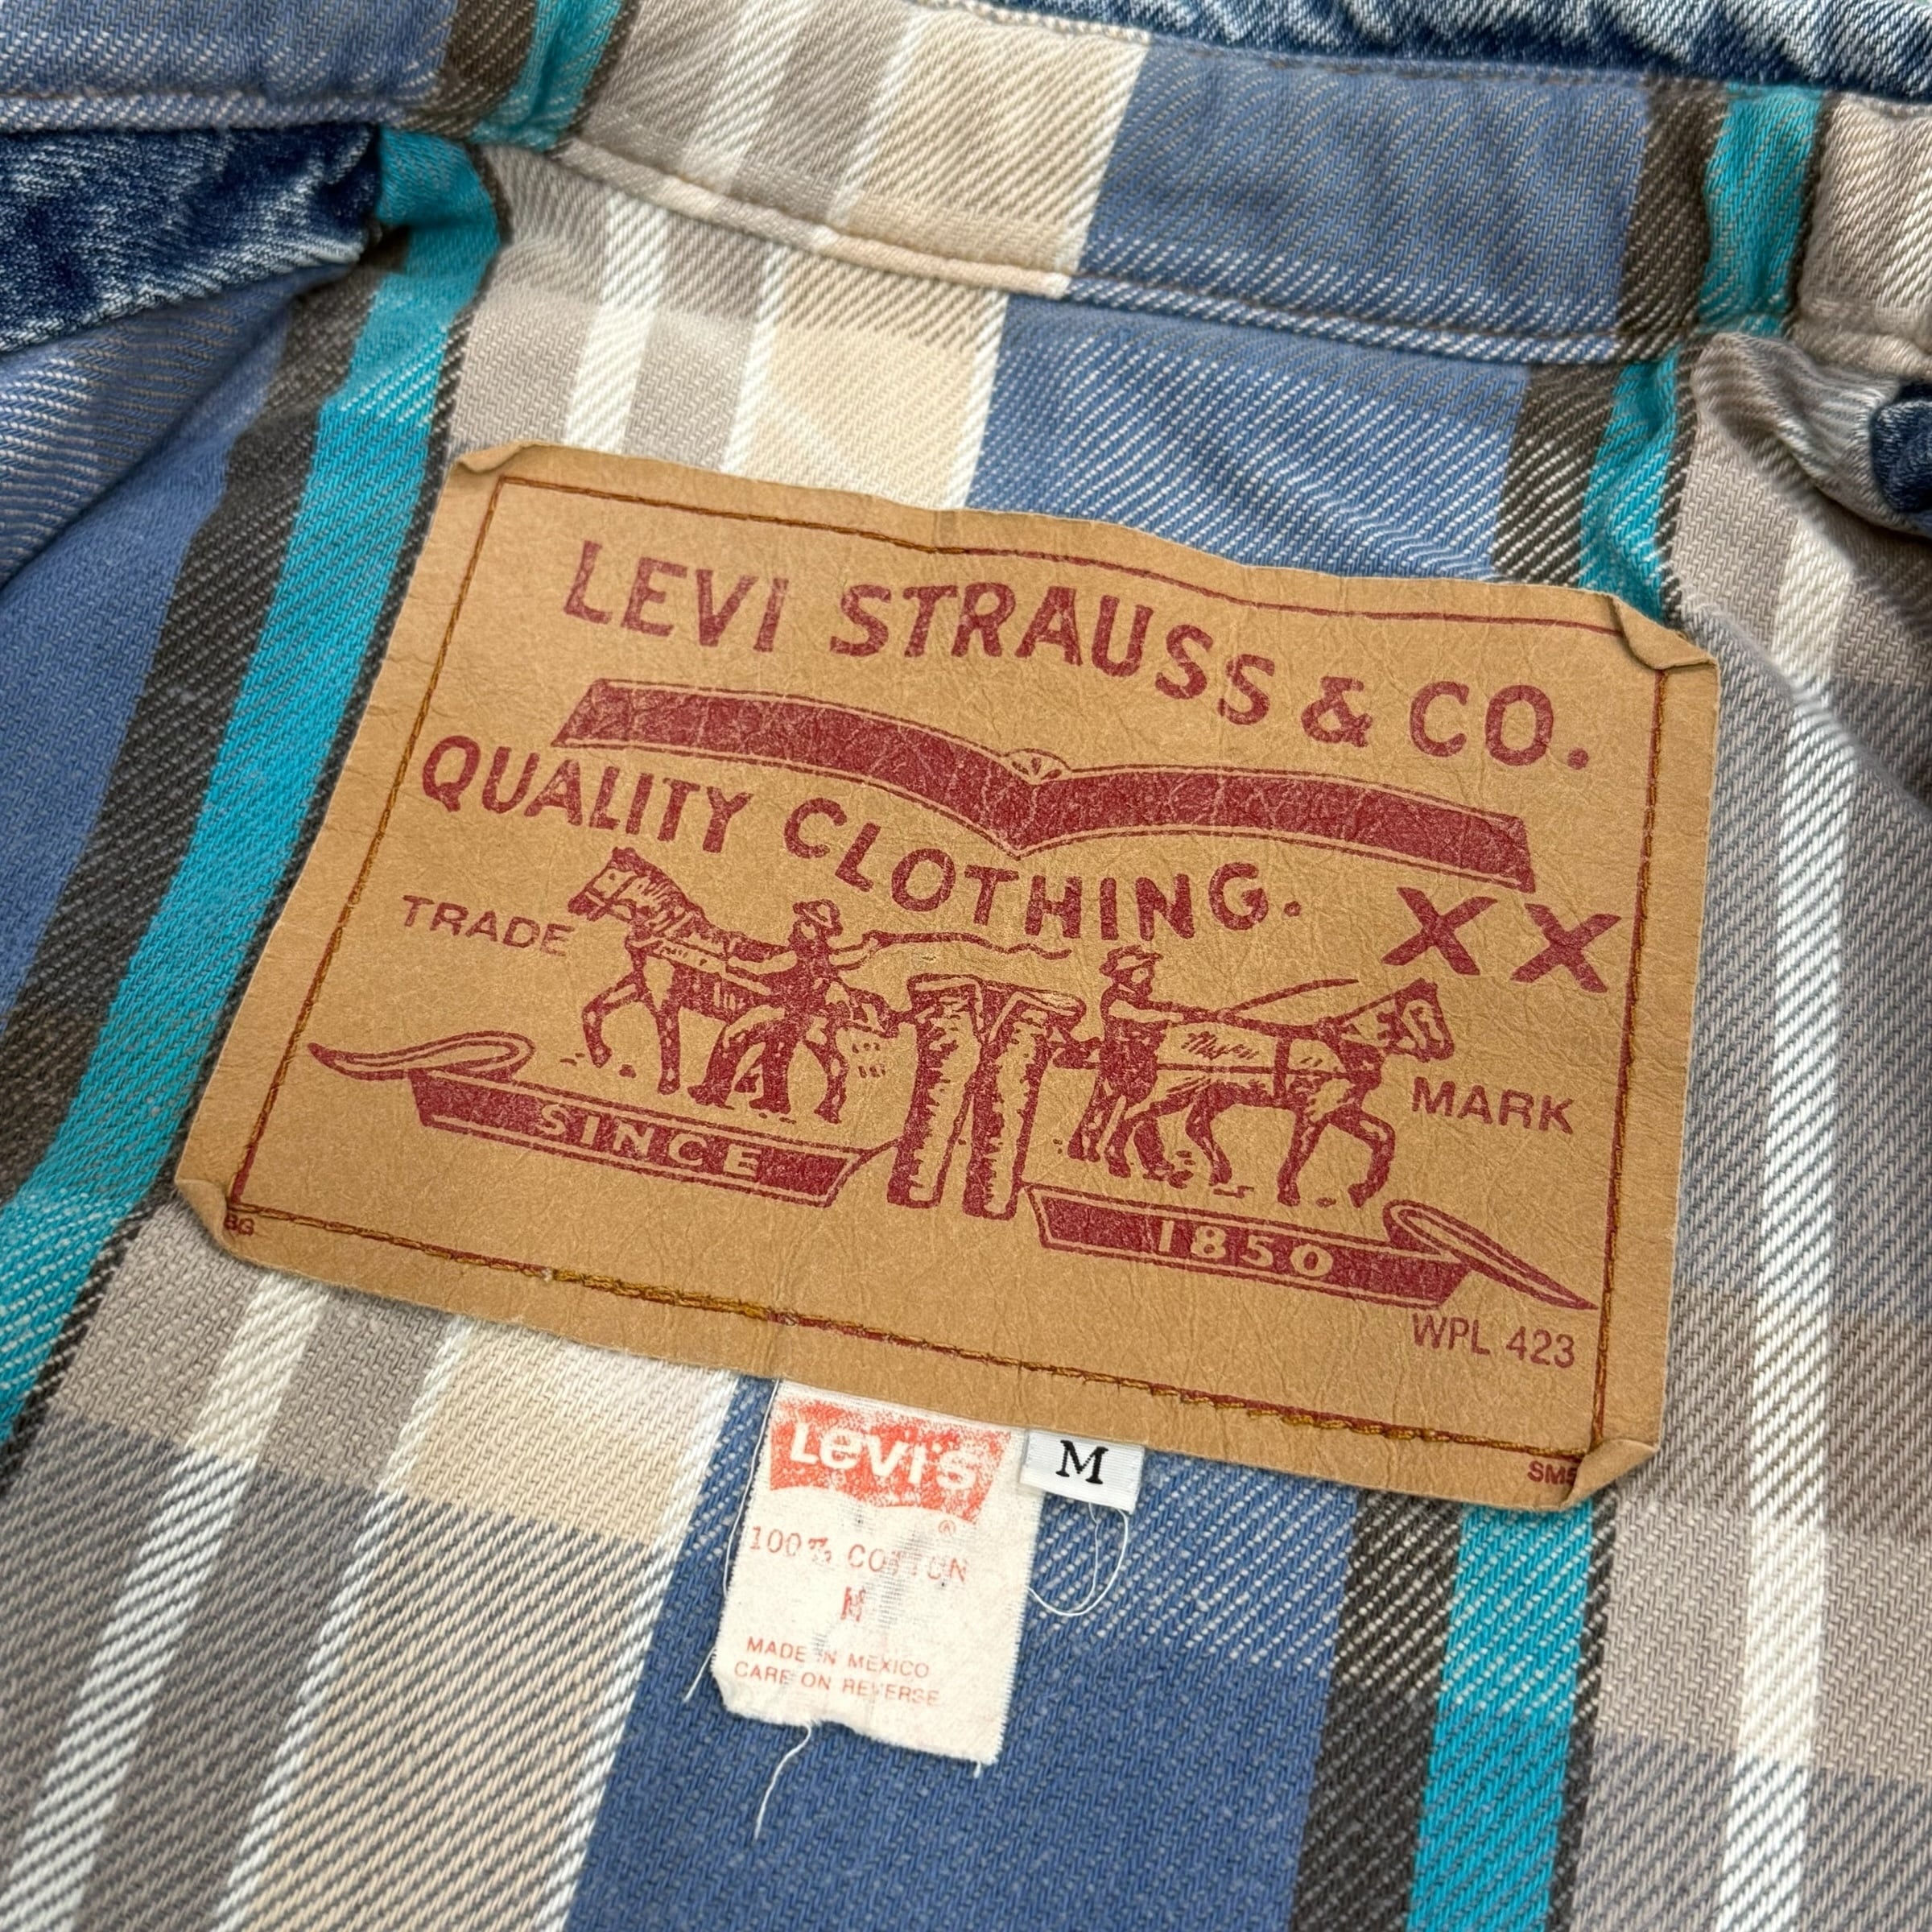 LEVI STRAUSS & CO.
QUALITY CLOTHING.
XX
TRADE MARK
SINCE 1850
WPL 423
Levi's
®
M
100% COTTON
M
MADE IN MEXICO
CARE ON REVERSE